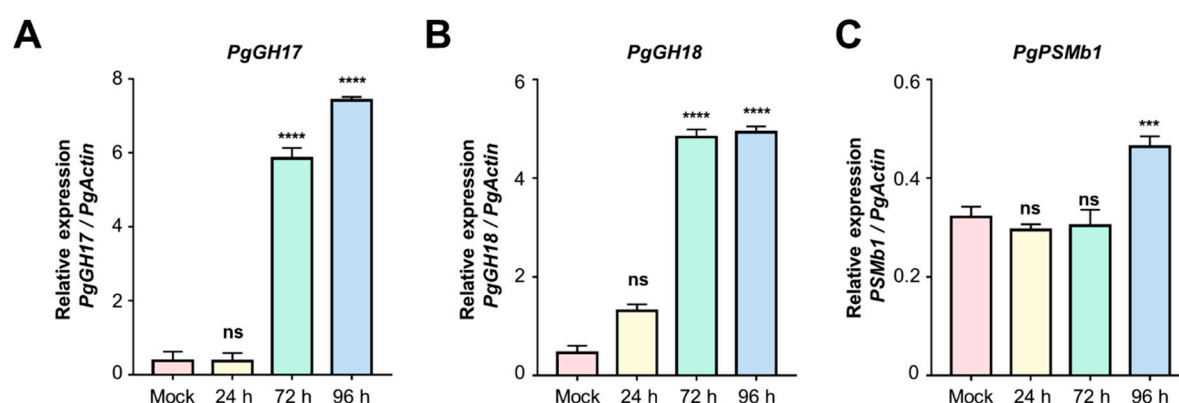 A
PgGH17
Relative expression
PgGH17 / PgActin
8
6
4
2
0
ns
****
****
Mock 24 h 72 h 96 h
B
PgGH18
Relative expression
PgGH18 / PgActin
6
4
2
0
ns
****
****
Mock 24 h 72 h 96 h
C
PgPSMb1
Relative expression
PSMb1 / PgActin
0.6
0.4
0.2
0
ns
ns
***
Mock 24 h 72 h 96 h